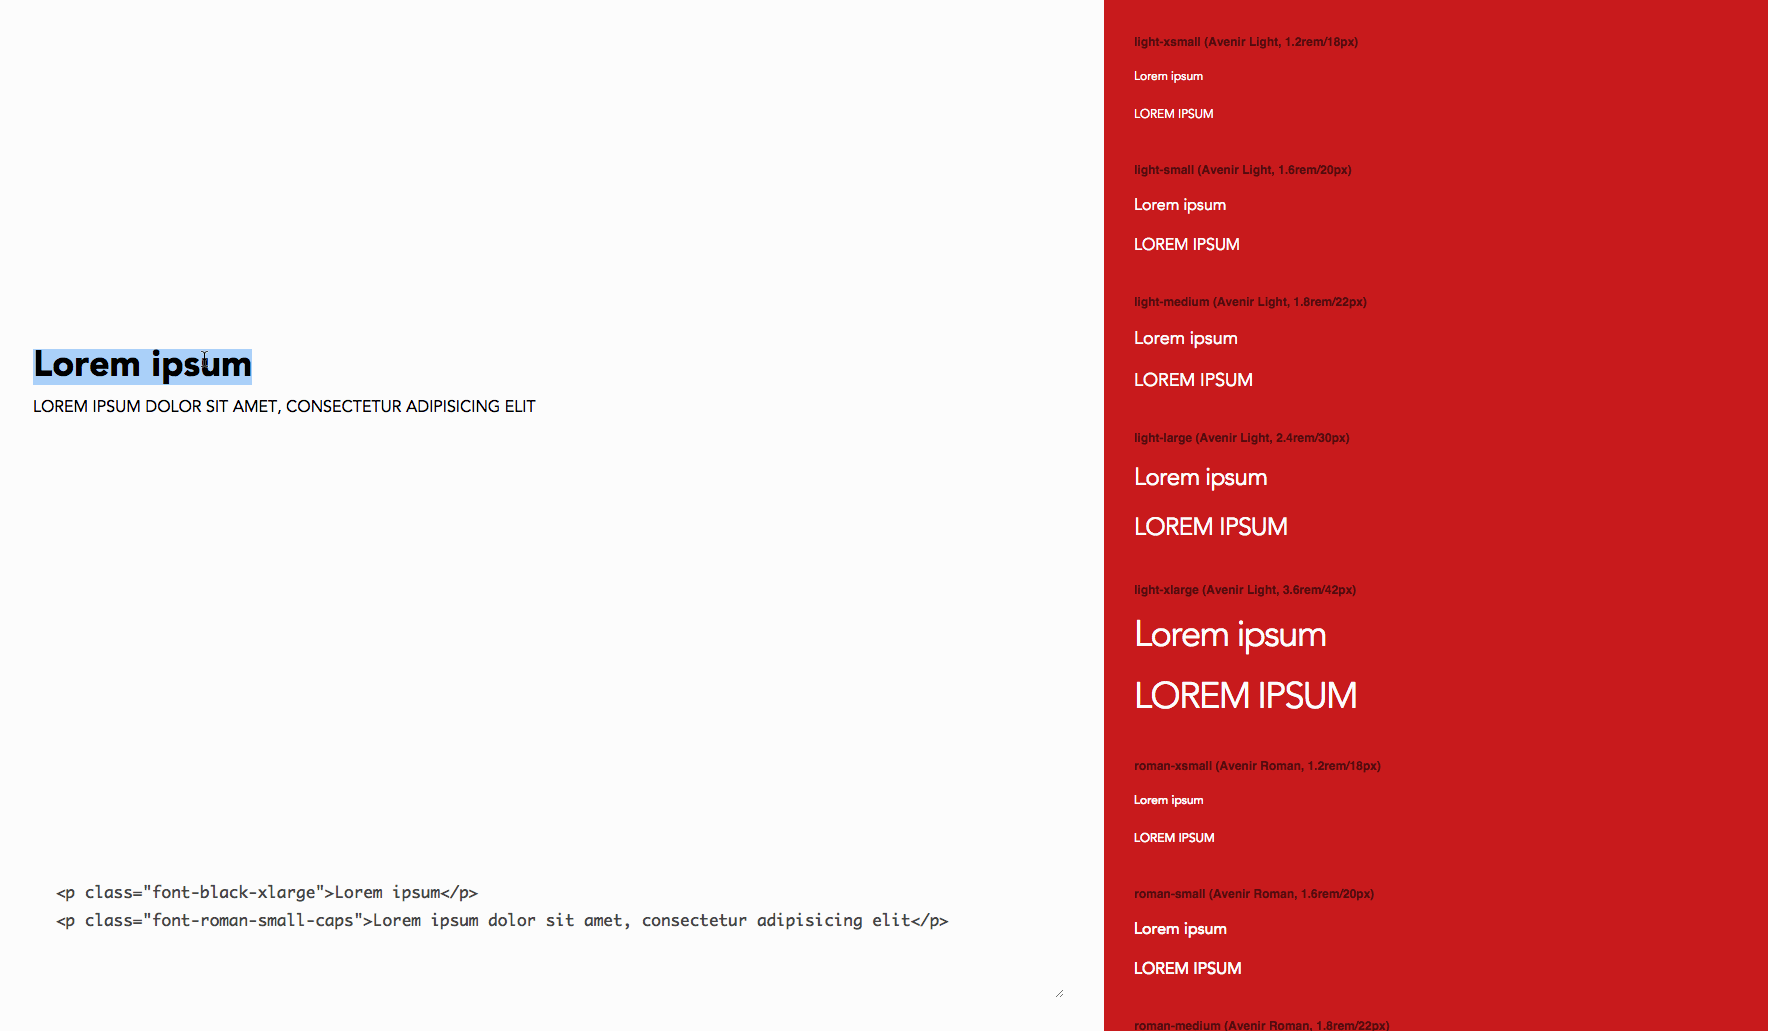 Lorem ipsum
LOREM IPSUM DOLOR SIT AMET, CONSECTETUR ADIPISICING ELIT
<p class="font-black-xlarge">Lorem ipsum</p>
<p class="font-roman-small-caps">Lorem ipsum dolor sit amet, consectetur adipisicing elit</p>
light-xsmall (Avenir Light, 1.2rem/18px)
Lorem ipsum
LOREM IPSUM
light-small (Avenir Light, 1.6rem/20px)
Lorem ipsum
LOREM IPSUM
light-medium (Avenir Light, 1.8rem/22px)
Lorem ipsum
LOREM IPSUM
light-large (Avenir Light, 2.4rem/30px)
Lorem ipsum
LOREM IPSUM
light-xlarge (Avenir Light, 3.6rem/42px)
Lorem ipsum
LOREM IPSUM
roman-xsmall (Avenir Roman, 1.2rem/18px)
Lorem ipsum
LOREM IPSUM
roman-small (Avenir Roman, 1.6rem/20px)
Lorem ipsum
LOREM IPSUM
roman-medium (Avenir Roman, 1.8rem/22px)